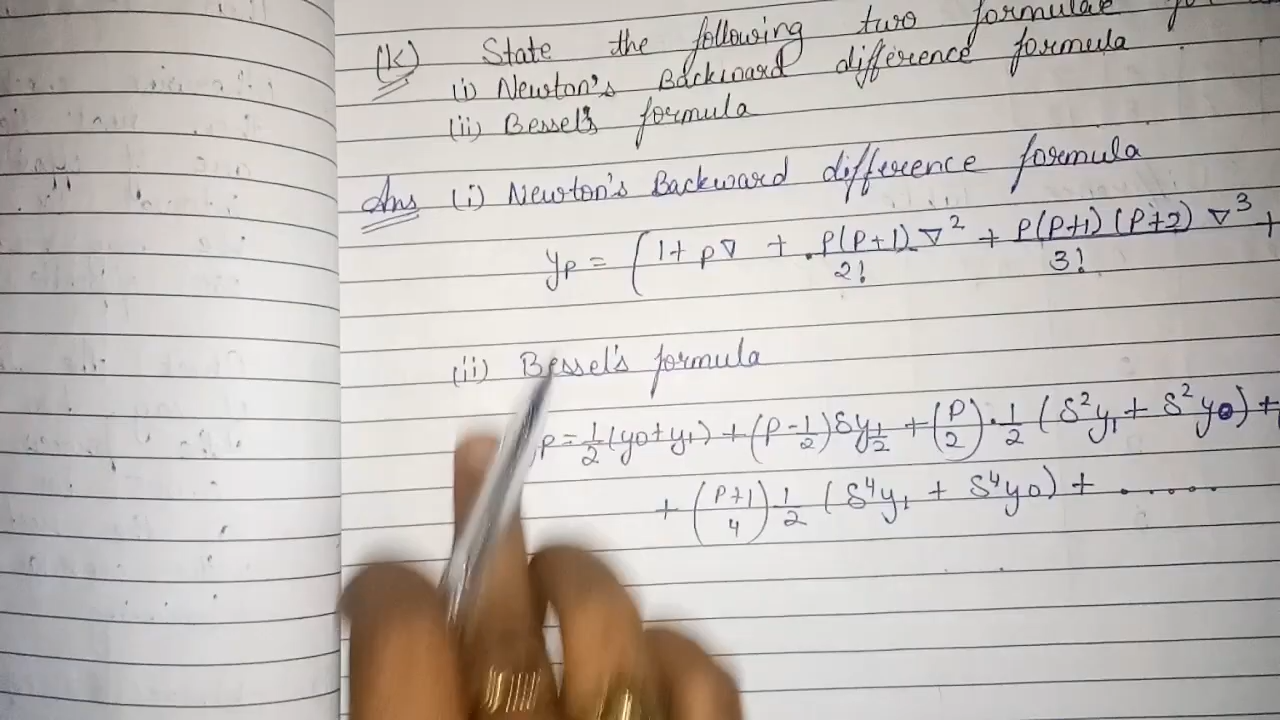 (K) State the following two formulae
(i) Newton's Backward difference formula
(ii) Bessel's formula
Ans (i) Newton's Backward difference formula
yp = (1 + p∇ + p(p+1)∇²/2! + p(p+1)(p+2)∇³/3! +
(ii) Bessel's formula
p = 1/2(y0+y1) + (p-1/2)δy1/2 + (p/2)·1/2(δ²y1 + δ²y0) +
+ (p+1/4) 1/2 (δ⁴y1 + δ⁴y0) + ......